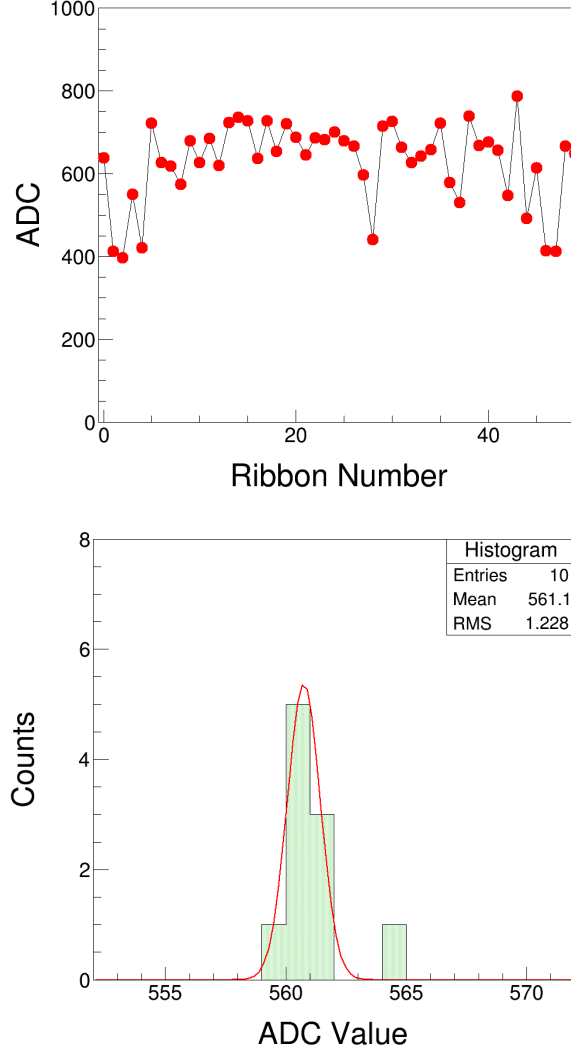 1000
800
600
400
200
0
ADC
0 20 40
Ribbon Number
8
6
4
2
0
Counts
Histogram
Entries 10
Mean 561.1
RMS 1.228
555 560 565 570
ADC Value